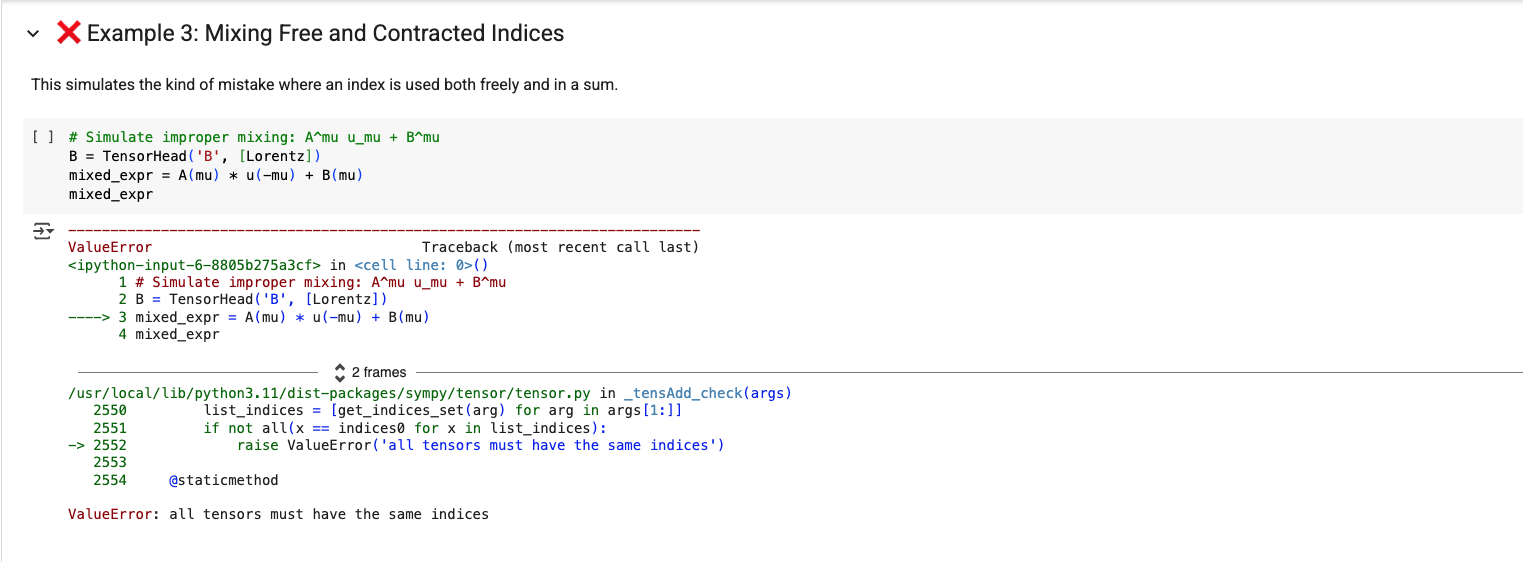 ❌ Example 3: Mixing Free and Contracted Indices
This simulates the kind of mistake where an index is used both freely and in a sum.
[ ] # Simulate improper mixing: A^mu u_mu + B^mu
B = TensorHead('B', [Lorentz])
mixed_expr = A(mu) * u(-mu) + B(mu)
mixed_expr
---------------------------------------------------------------------------
ValueError                                Traceback (most recent call last)
<ipython-input-6-8805b275a3cf> in <cell line: 0>()
      1 # Simulate improper mixing: A^mu u_mu + B^mu
      2 B = TensorHead('B', [Lorentz])
----> 3 mixed_expr = A(mu) * u(-mu) + B(mu)
      4 mixed_expr
2 frames
/usr/local/lib/python3.11/dist-packages/sympy/tensor/tensor.py in _tensAdd_check(args)
   2550         list_indices = [get_indices_set(arg) for arg in args[1:]]
   2551         if not all(x == indices0 for x in list_indices):
-> 2552             raise ValueError('all tensors must have the same indices')
   2553
   2554     @staticmethod
ValueError: all tensors must have the same indices